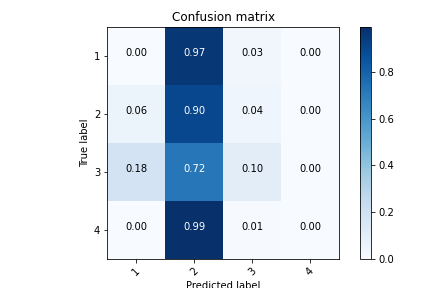 Confusion matrix
True label
1 0.00 0.97 0.03 0.00
2 0.06 0.90 0.04 0.00
3 0.18 0.72 0.10 0.00
4 0.00 0.99 0.01 0.00
1 2 3 4
Predicted label
0.8
0.6
0.4
0.2
0.0